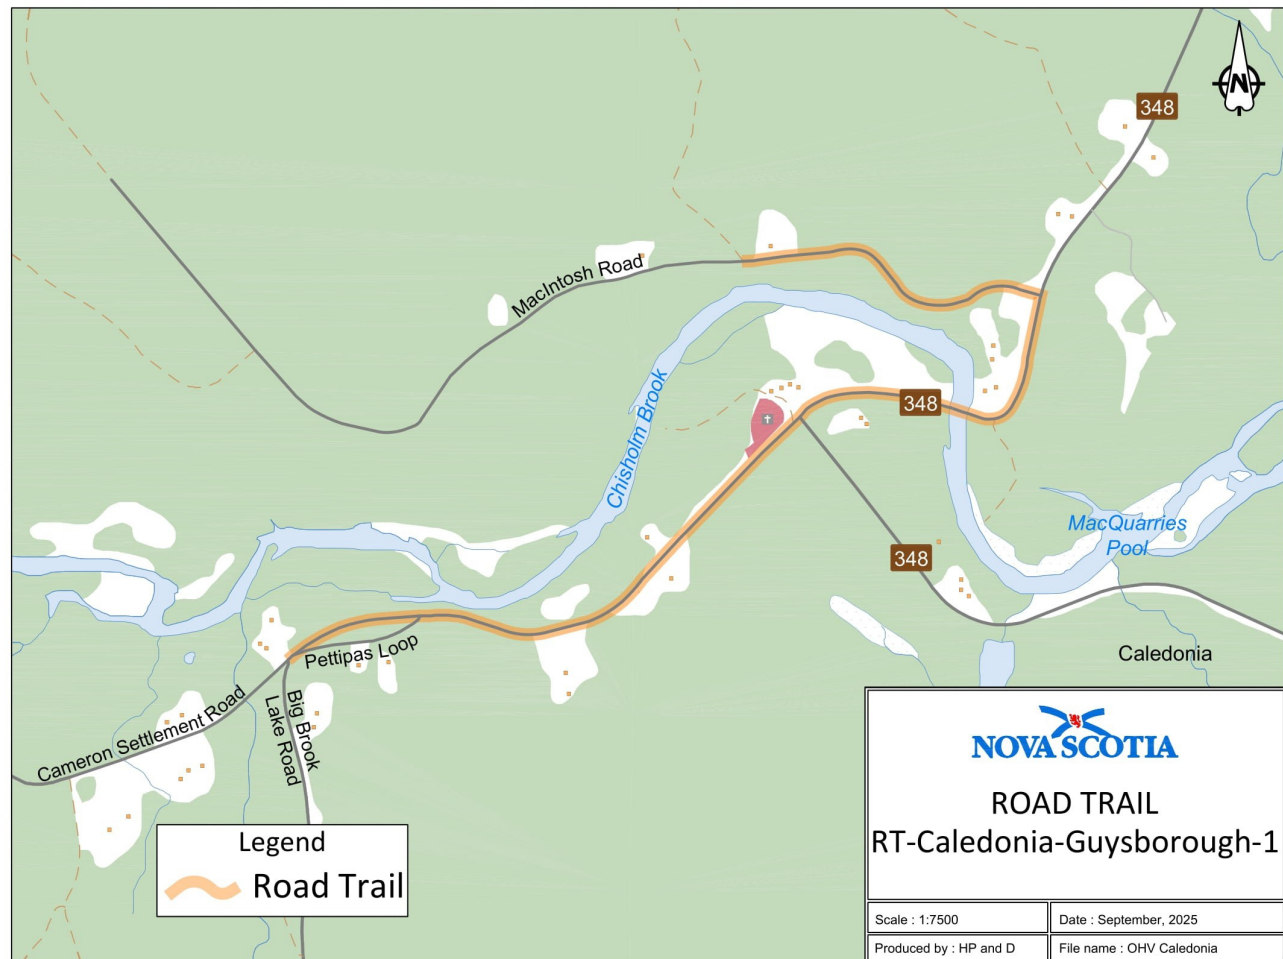 N
348
MacIntosh Road
Chisholm Brook
348
348
MacQuarries
Pool
Caledonia
Pettipas Loop
Big Brook
Lake Road
Cameron Settlement Road
Legend
Road Trail
NOVA SCOTIA
ROAD TRAIL
RT-Caledonia-Guysborough-1
Scale : 1:7500
Date : September, 2025
Produced by : HP and D
File name : OHV Caledonia